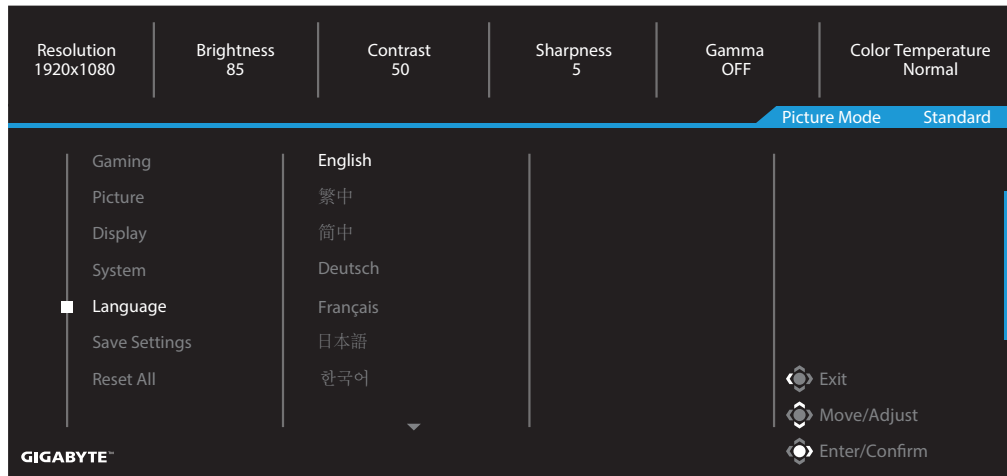 Resolution
1920x1080
Brightness
85
Contrast
50
Sharpness
5
Gamma
OFF
Color Temperature
Normal
Picture Mode Standard
Gaming
Picture
Display
System
Language
Save Settings
Reset All
English
繁中
简中
Deutsch
Français
日本語
한국어
Exit
Move/Adjust
Enter/Confirm
GIGABYTE™